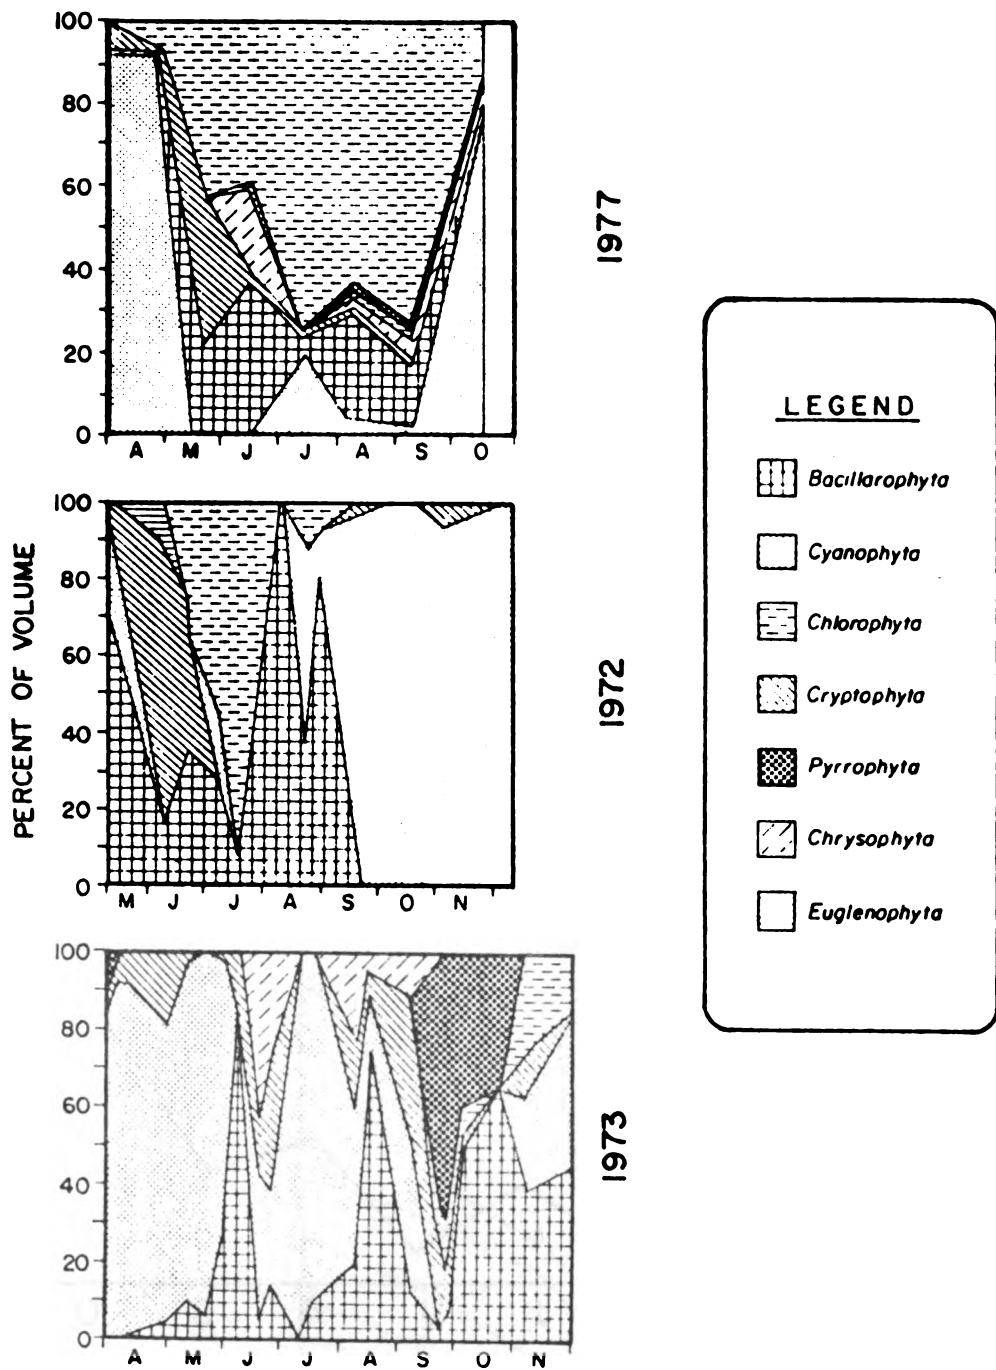 100
80
60
40
20
0
A M J J A S O
1977
100
80
60
40
20
0
M J J A S O N
1972
PERCENT OF VOLUME
100
80
60
40
20
0
A M J J A S O N
1973
LEGEND
Bacillarophyta
Cyanophyta
Chlorophyta
Cryptophyta
Pyrrophyta
Chrysophyta
Euglenophyta